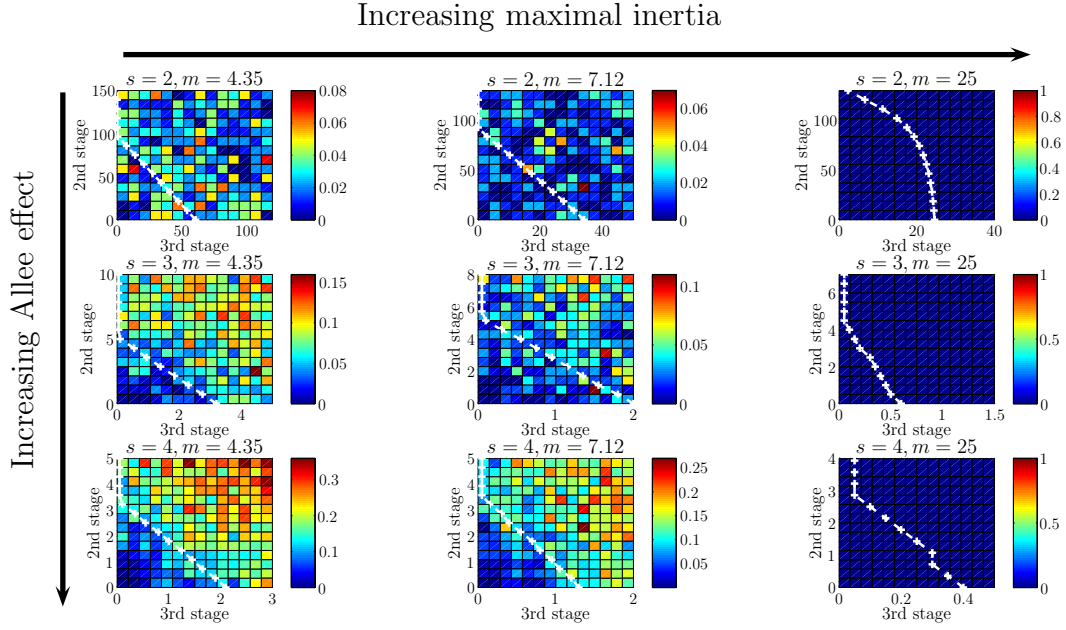 Increasing maximal inertia
Increasing Allee effect
s = 2, m = 4.35
150
100
50
0
2nd stage
0 50 100
3rd stage
0.08
0.06
0.04
0.02
0
s = 2, m = 7.12
100
50
0
2nd stage
0 20 40
3rd stage
0.06
0.04
0.02
0
s = 2, m = 25
100
50
0
2nd stage
0 20 40
3rd stage
1
0.8
0.6
0.4
0.2
0
s = 3, m = 4.35
10
5
0
2nd stage
2 4
3rd stage
0.15
0.1
0.05
0
s = 3, m = 7.12
8
6
4
2
0
2nd stage
0 1 2
3rd stage
0.1
0.05
0
s = 3, m = 25
6
4
2
0
2nd stage
0 0.5 1 1.5
3rd stage
1
0.5
0
s = 4, m = 4.35
5
4
3
2
1
0
2nd stage
0 1 2 3
3rd stage
0.3
0.2
0.1
0
s = 4, m = 7.12
5
4
3
2
1
0
2nd stage
0 1 2
3rd stage
0.25
0.2
0.15
0.1
0.05
s = 4, m = 25
4
3
2
1
0
2nd stage
0 0.2 0.4
3rd stage
1
0.5
0